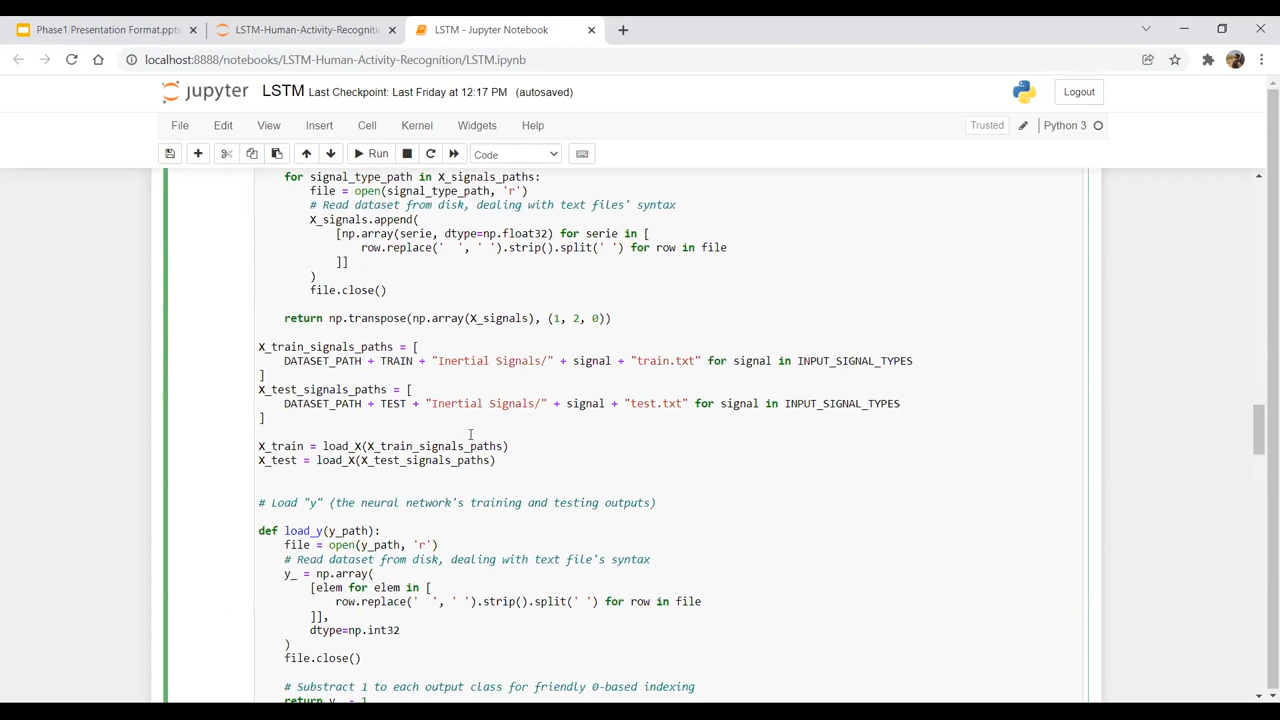 Phase1 Presentation Format.pptx
LSTM-Human-Activity-Recognitio
LSTM - Jupyter Notebook
localhost:8888/notebooks/LSTM-Human-Activity-Recognition/LSTM.ipynb
jupyter LSTM Last Checkpoint: Last Friday at 12:17 PM (autosaved)
Logout
File Edit View Insert Cell Kernel Widgets Help
Trusted
Python 3
Run
Code
for signal_type_path in X_signals_paths:
file = open(signal_type_path, 'r')
# Read dataset from disk, dealing with text files' syntax
X_signals.append(
[np.array(serie, dtype=np.float32) for serie in [
row.replace('  ', ' ').strip().split(' ') for row in file
]]
)
file.close()
return np.transpose(np.array(X_signals), (1, 2, 0))
X_train_signals_paths = [
DATASET_PATH + TRAIN + "Inertial Signals/" + signal + "train.txt" for signal in INPUT_SIGNAL_TYPES
]
X_test_signals_paths = [
DATASET_PATH + TEST + "Inertial Signals/" + signal + "test.txt" for signal in INPUT_SIGNAL_TYPES
]
X_train = load_X(X_train_signals_paths)
X_test = load_X(X_test_signals_paths)
# Load "y" (the neural network's training and testing outputs)
def load_y(y_path):
file = open(y_path, 'r')
# Read dataset from disk, dealing with text file's syntax
y_ = np.array(
[elem for elem in [
row.replace('  ', ' ').strip().split(' ') for row in file
]],
dtype=np.int32
)
file.close()
# Substract 1 to each output class for friendly 0-based indexing
return y_ - 1